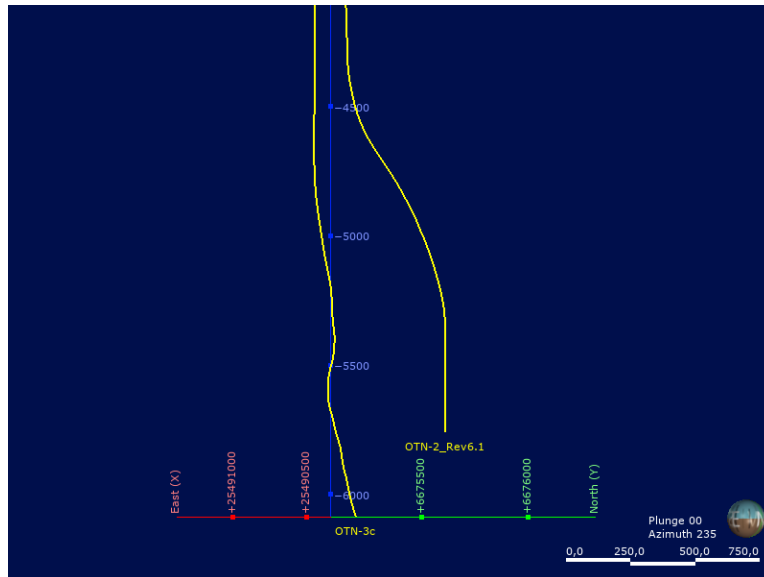 −4500
−5000
−5500
OTN-2_Rev6.1
−6000
East (X)
+25491000
+25490500
+6675500
+6676000
North (Y)
OTN-3c
Plunge 00
Azimuth 235
0,0 250,0 500,0 750,0